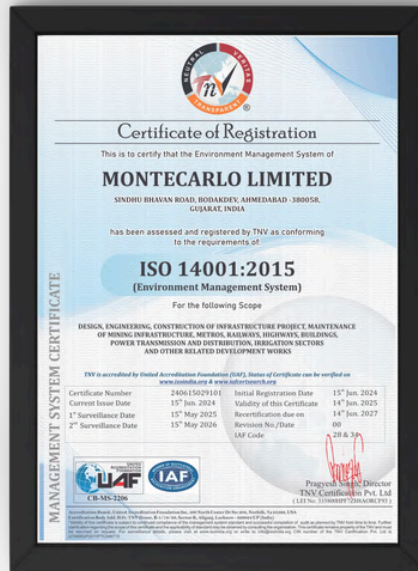 NEUTRAL VERITAS
TRANSPARENT
TNV
®
Certificate of Registration
This is to certify that the Environment Management System of
MONTECARLO LIMITED
SINDHU BHAVAN ROAD, BODAKDEV, AHMEDABAD -380058,
GUJARAT, INDIA
has been assessed and registered by TNV as conforming
to the requirements of:
ISO 14001:2015
(Environment Management System)
For the following Scope
DESIGN, ENGINEERING, CONSTRUCTION OF INFRASTRUCTURE PROJECT, MAINTENANCE
OF MINING INFRASTRUCTURE, METROS, RAILWAYS, HIGHWAYS, BUILDINGS,
POWER TRANSMISSION AND DISTRIBUTION, IRRIGATION SECTORS
AND OTHER RELATED DEVELOPMENT WORKS
TNV is accredited by United Accreditation Foundation (UAF), Status of Certificate can be verified on
www.isoindia.org & www.iafcertsearch.org
Certificate Number 240615029101 Initial Registration Date 15th Jun. 2024
Current Issue Date 15th Jun. 2024 Validity of this Certificate 14th Jun. 2025
1st Surveillance Date 15th May 2025 Recertification due on 14th Jun. 2027
2nd Surveillance Date 15th May 2026 Revision No./Date 00
IAF Code 28 & 34
MANAGEMENT SYSTEM CERTIFICATE
UNITED ACCREDITATION FOUNDATION
UAF
CB-MS-2206
IAF
Pragyesh Singh, Director
TNV Certification Pvt. Ltd